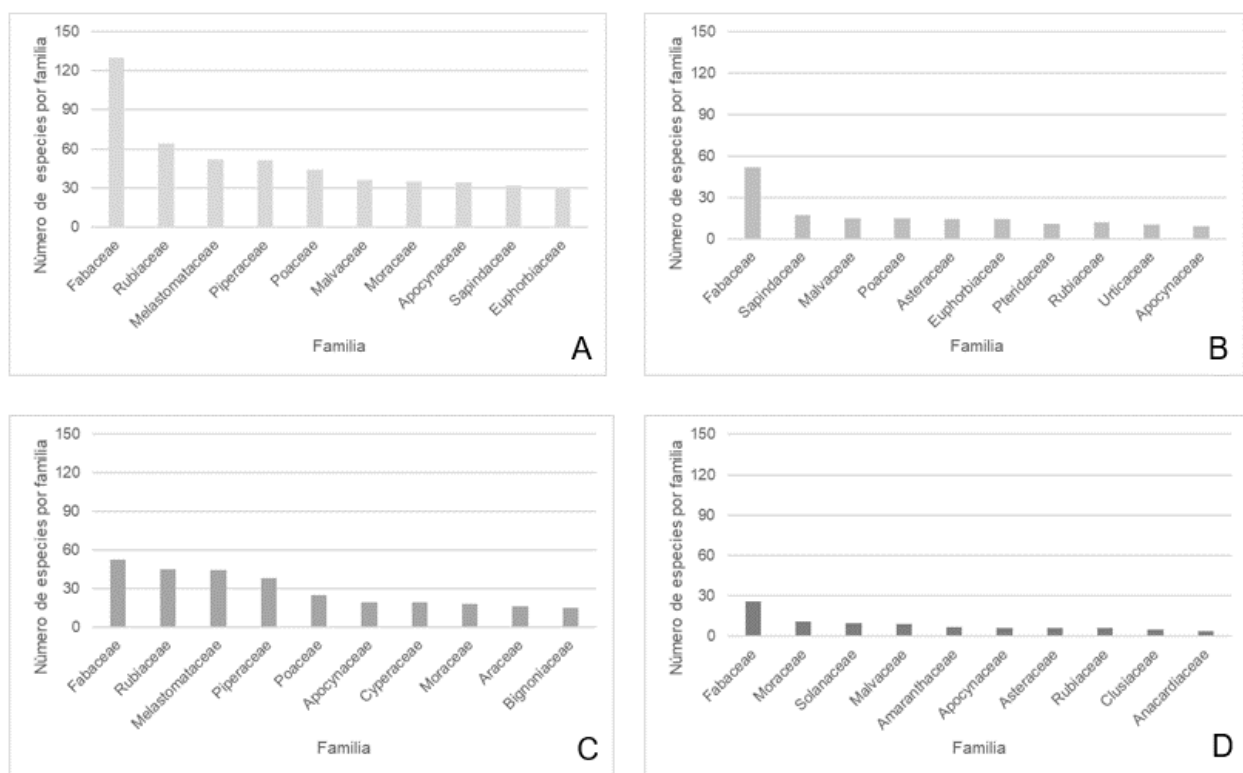 Número de especies por familia
150
120
90
60
30
0
Fabaceae
Rubiaceae
Melastomataceae
Piperaceae
Poaceae
Malvaceae
Moraceae
Apocynaceae
Sapindaceae
Euphorbiaceae
Familia
A
Número de especies por familia
150
120
90
60
30
0
Fabaceae
Sapindaceae
Malvaceae
Poaceae
Asteraceae
Euphorbiaceae
Pteridaceae
Rubiaceae
Urticaceae
Apocynaceae
Familia
B
Número de especies por familia
150
120
90
60
30
0
Fabaceae
Rubiaceae
Melastomataceae
Piperaceae
Poaceae
Apocynaceae
Cyperaceae
Moraceae
Araceae
Bignoniaceae
Familia
C
Número de especies por familia
150
120
90
60
30
0
Fabaceae
Moraceae
Solanaceae
Malvaceae
Amaranthaceae
Apocynaceae
Asteraceae
Rubiaceae
Clusiaceae
Anacardiaceae
Familia
D